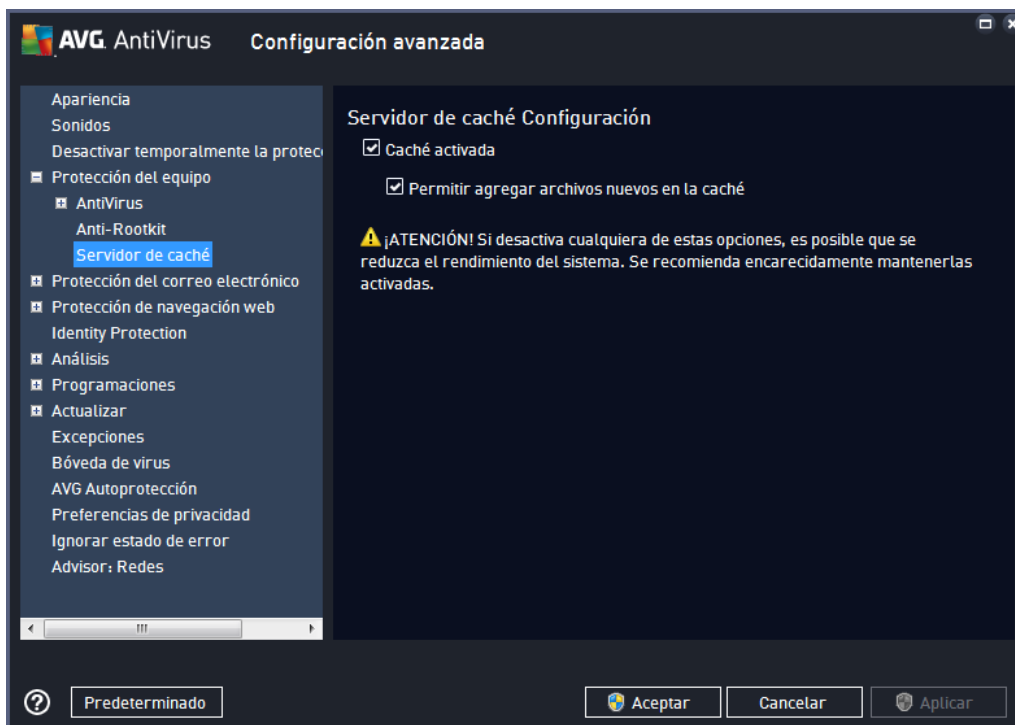 AVG. AntiVirus Configuración avanzada
Apariencia
Sonidos
Desactivar temporalmente la protec
Protección del equipo
AntiVirus
Anti-Rootkit
Servidor de caché
Protección del correo electrónico
Protección de navegación web
Identity Protection
Análisis
Programaciones
Actualizar
Excepciones
Bóveda de virus
AVG Autoprotección
Preferencias de privacidad
Ignorar estado de error
Advisor: Redes
Servidor de caché Configuración
Caché activada
Permitir agregar archivos nuevos en la caché
¡ATENCIÓN! Si desactiva cualquiera de estas opciones, es posible que se
reduzca el rendimiento del sistema. Se recomienda encarecidamente mantenerlas
activadas.
Predeterminado
Aceptar
Cancelar
Aplicar